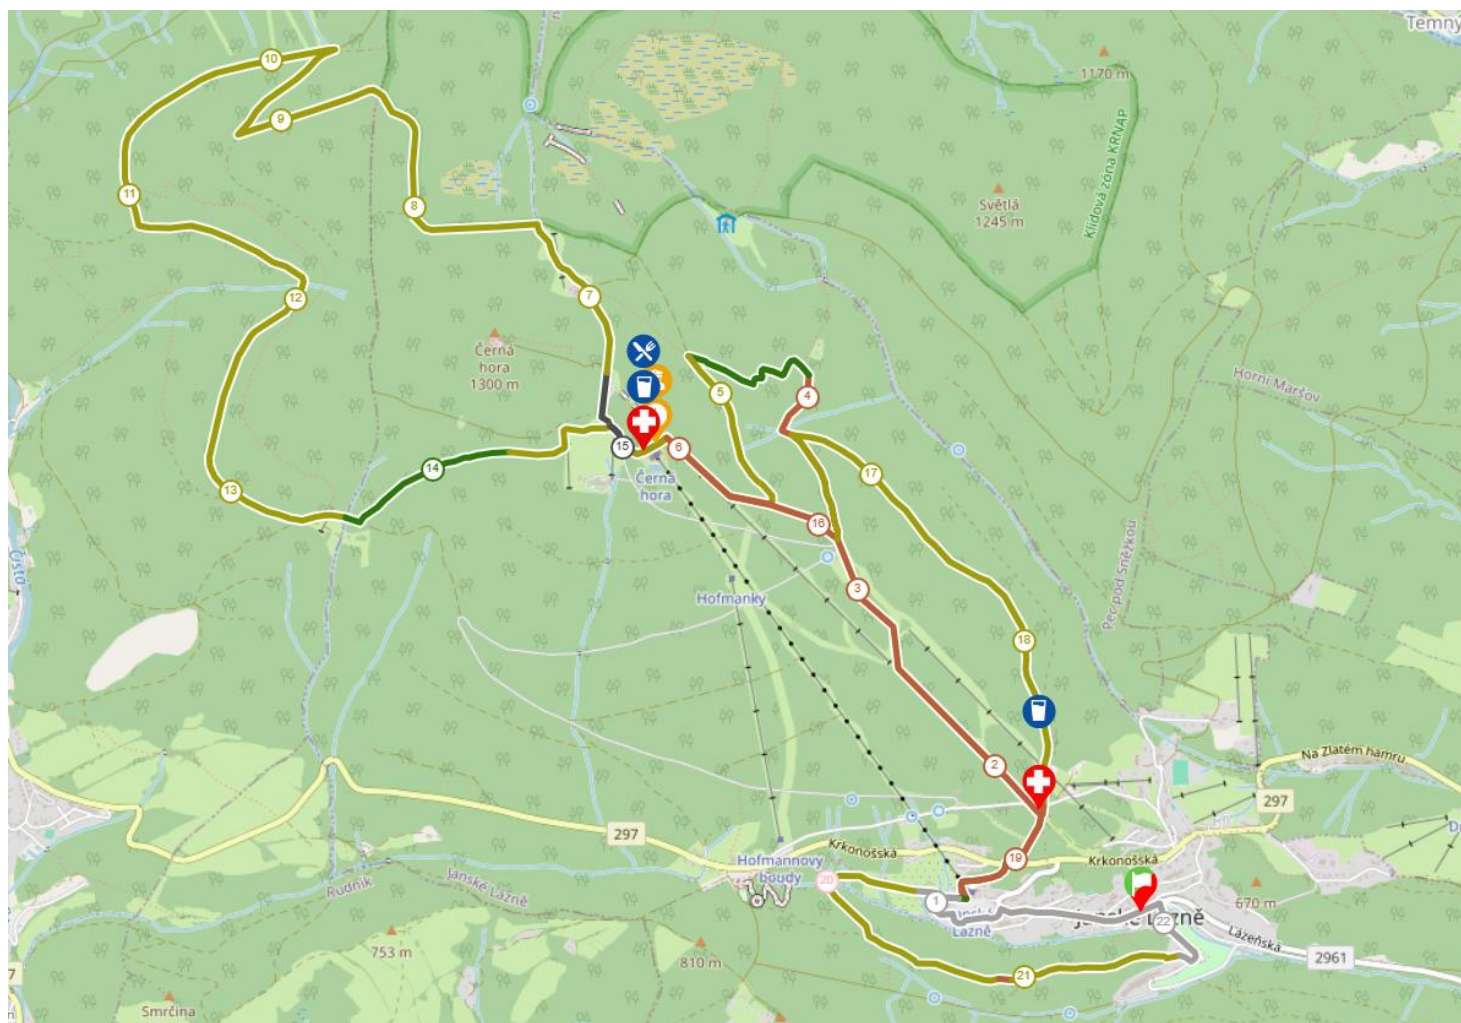 Temný
1170 m
10
9
Klidová zóna KRNAP
11
Světlá
1245 m
8
7
12
Černá
hora
1300 m
5
4
Horní Maršov
15
6
14
17
Černá
hora
13
16
Pec pod Sněžkou
Čistá
3
Hofmanky
18
2
Na Zlatém hamru
297
297
Krkonošská
19
Krkonošská
Hofmannovy
boudy
20
Rudník
Janské Lázně
1
670 m
22
Lázně
Lázeňská
753 m
810 m
2961
21
7
Smrčina